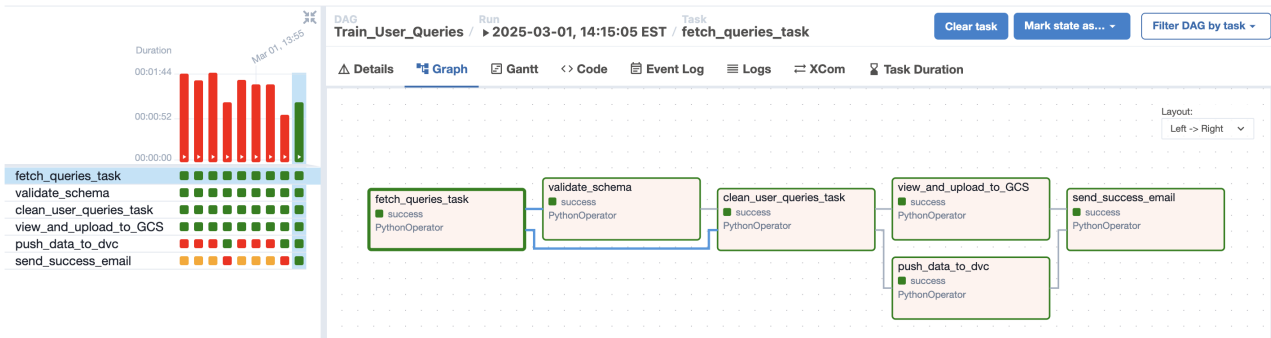 Duration
Mar 01, 13:55
00:01:44
00:00:52
00:00:00
fetch_queries_task
validate_schema
clean_user_queries_task
view_and_upload_to_GCS
push_data_to_dvc
send_success_email
DAG Run Task
Train_User_Queries / 2025-03-01, 14:15:05 EST / fetch_queries_task
Clear task Mark state as... Filter DAG by task
Details Graph Gantt Code Event Log Logs XCom Task Duration
Layout:
Left -> Right
fetch_queries_task
success
PythonOperator
validate_schema
success
PythonOperator
clean_user_queries_task
success
PythonOperator
view_and_upload_to_GCS
success
PythonOperator
push_data_to_dvc
success
PythonOperator
send_success_email
success
PythonOperator